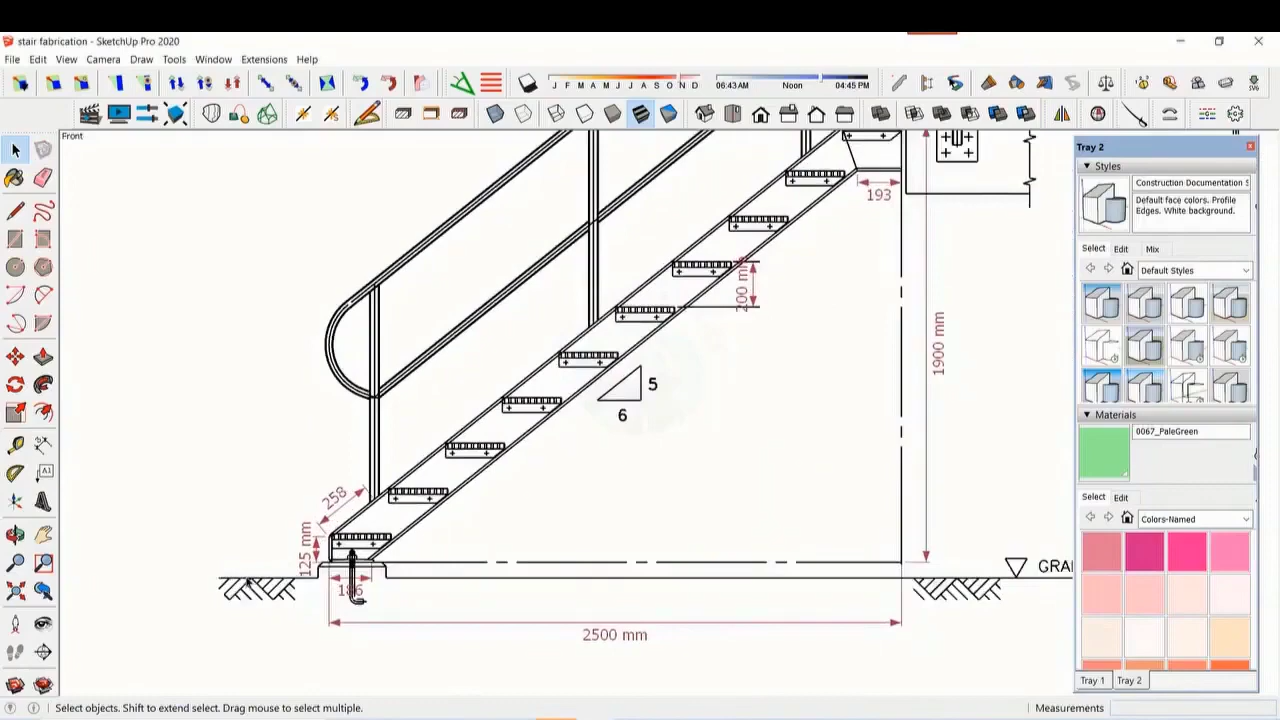 stair fabrication - SketchUp Pro 2020
File Edit View Camera Draw Tools Window Extensions Help
J F M A M J J A S O N D 06:43 AM Noon 04:45 PM
Front
Tray 2
Styles
Construction Documentation S
Default face colors. Profile
Edges. White background.
Select Edit Mix
Default Styles
Materials
0067_PaleGreen
Select Edit
Colors-Named
Tray 1 Tray 2
193
200 mm
1900 mm
5
6
258
125 mm
186
GRA
2500 mm
Select objects. Shift to extend select. Drag mouse to select multiple.
Measurements